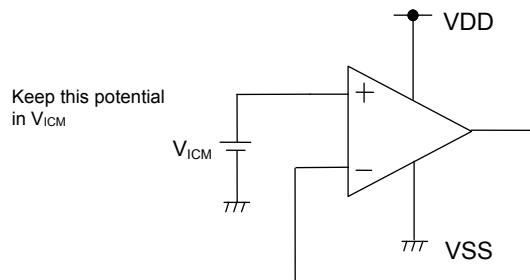 VDD
+
Keep this potential
in VICM
VICM
−
VSS